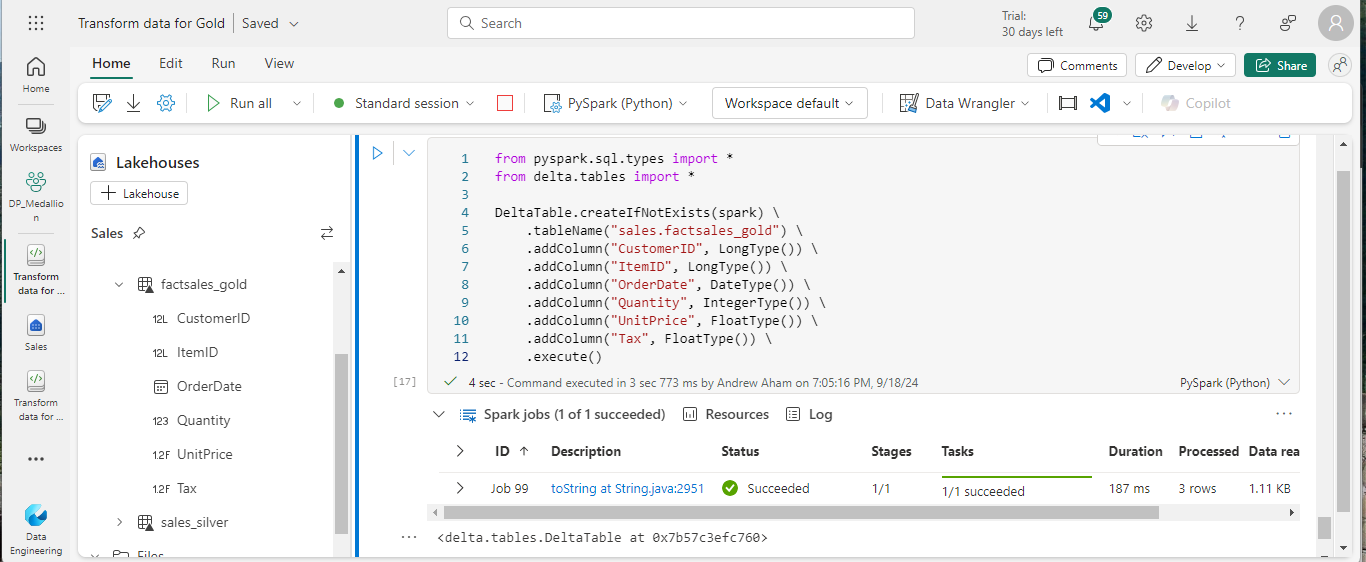 Transform data for Gold
Saved
Search
Trial:
30 days left
59
?
Home
Edit
Run
View
Comments
Develop
Share
Run all
Standard session
PySpark (Python)
Workspace default
Data Wrangler
Copilot
Home
Workspaces
DP_Medallio
n
Transform
data for ...
Sales
Transform
data for ...
Data
Engineering
Lakehouses
Lakehouse
Sales
factsales_gold
12L CustomerID
12L ItemID
OrderDate
123 Quantity
1.2F UnitPrice
1.2F Tax
sales_silver
Files
1 from pyspark.sql.types import *
2 from delta.tables import *
3
4 DeltaTable.createIfNotExists(spark) \
5 .tableName("sales.factsales_gold") \
6 .addColumn("CustomerID", LongType()) \
7 .addColumn("ItemID", LongType()) \
8 .addColumn("OrderDate", DateType()) \
9 .addColumn("Quantity", IntegerType()) \
10 .addColumn("UnitPrice", FloatType()) \
11 .addColumn("Tax", FloatType()) \
12 .execute()
[17]
4 sec - Command executed in 3 sec 773 ms by Andrew Aham on 7:05:16 PM, 9/18/24
PySpark (Python)
Spark jobs (1 of 1 succeeded)
Resources
Log
ID Description Status Stages Tasks Duration Processed Data rea
Job 99 toString at String.java:2951 Succeeded 1/1 1/1 succeeded 187 ms 3 rows 1.11 KB
<delta.tables.DeltaTable at 0x7b57c3efc760>